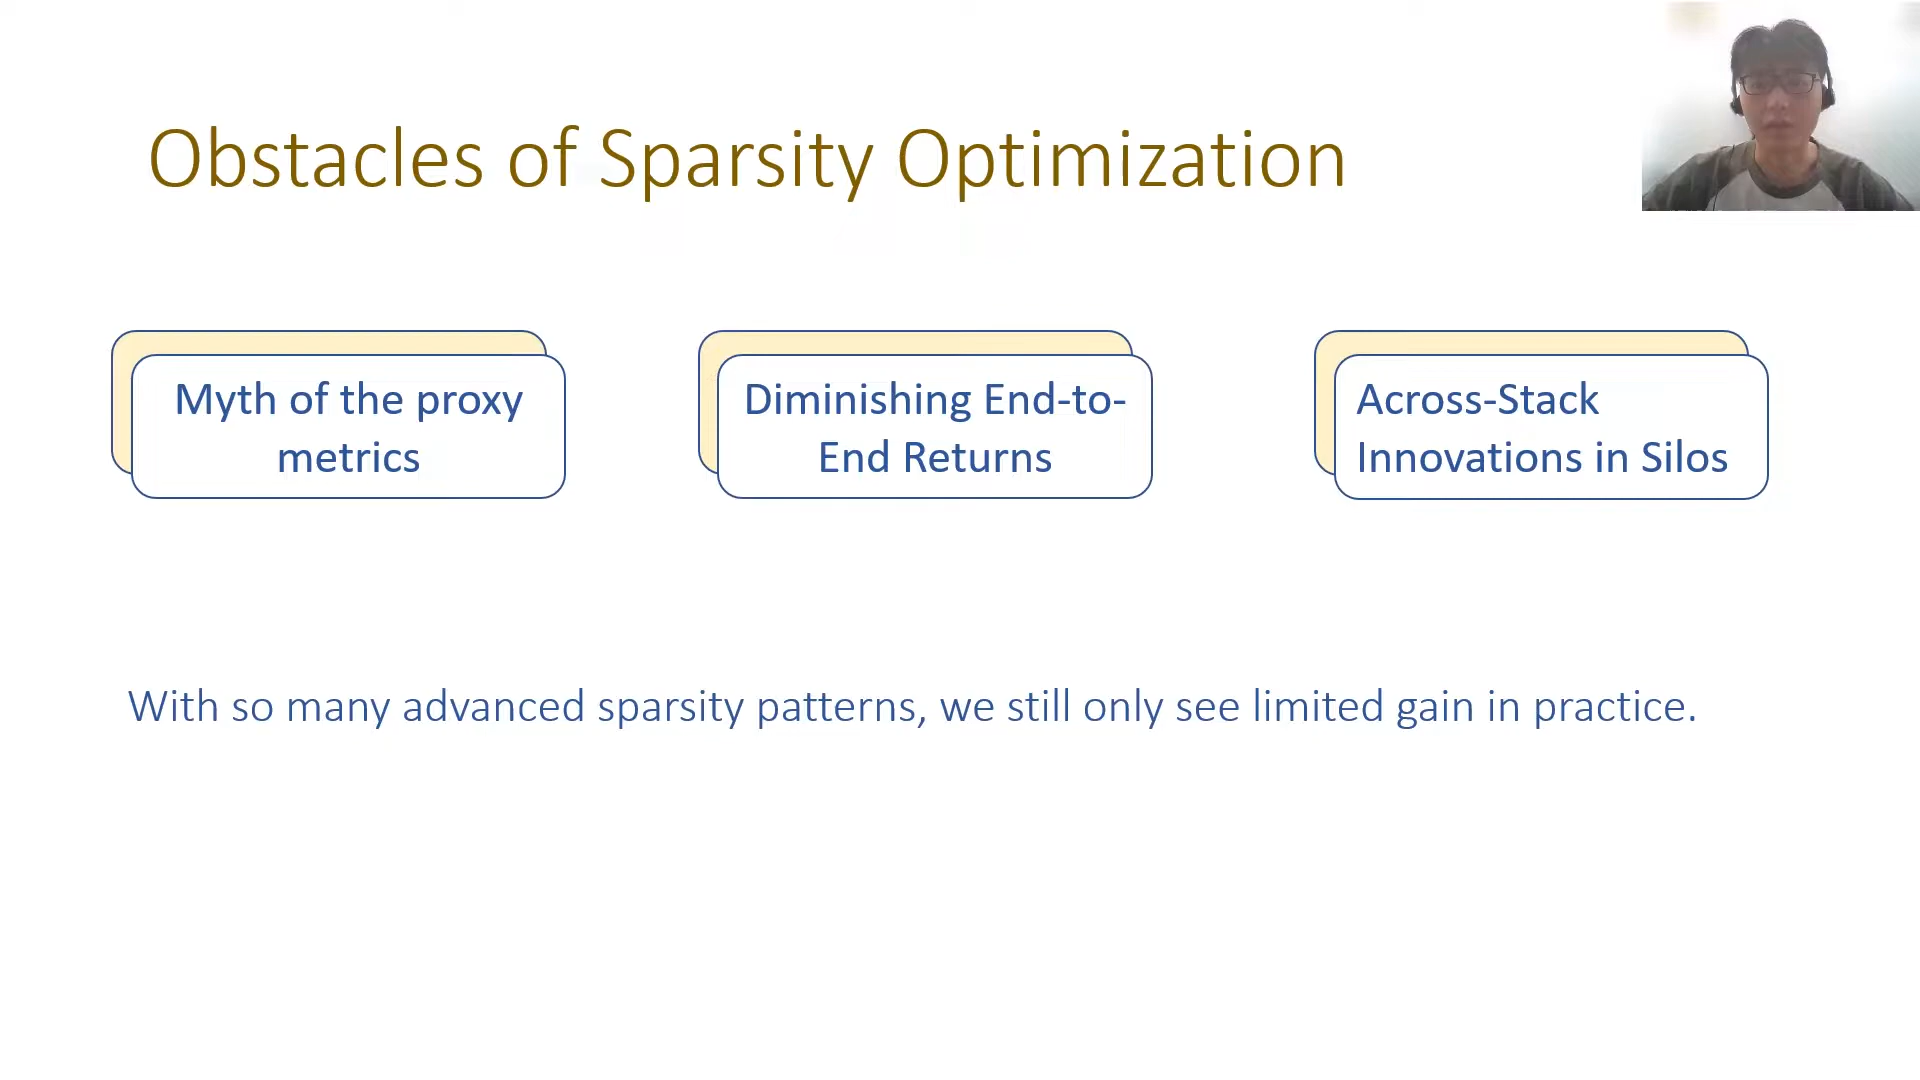 Obstacles of Sparsity Optimization
Myth of the proxy
metrics
Diminishing End-to-
End Returns
Across-Stack
Innovations in Silos
With so many advanced sparsity patterns, we still only see limited gain in practice.